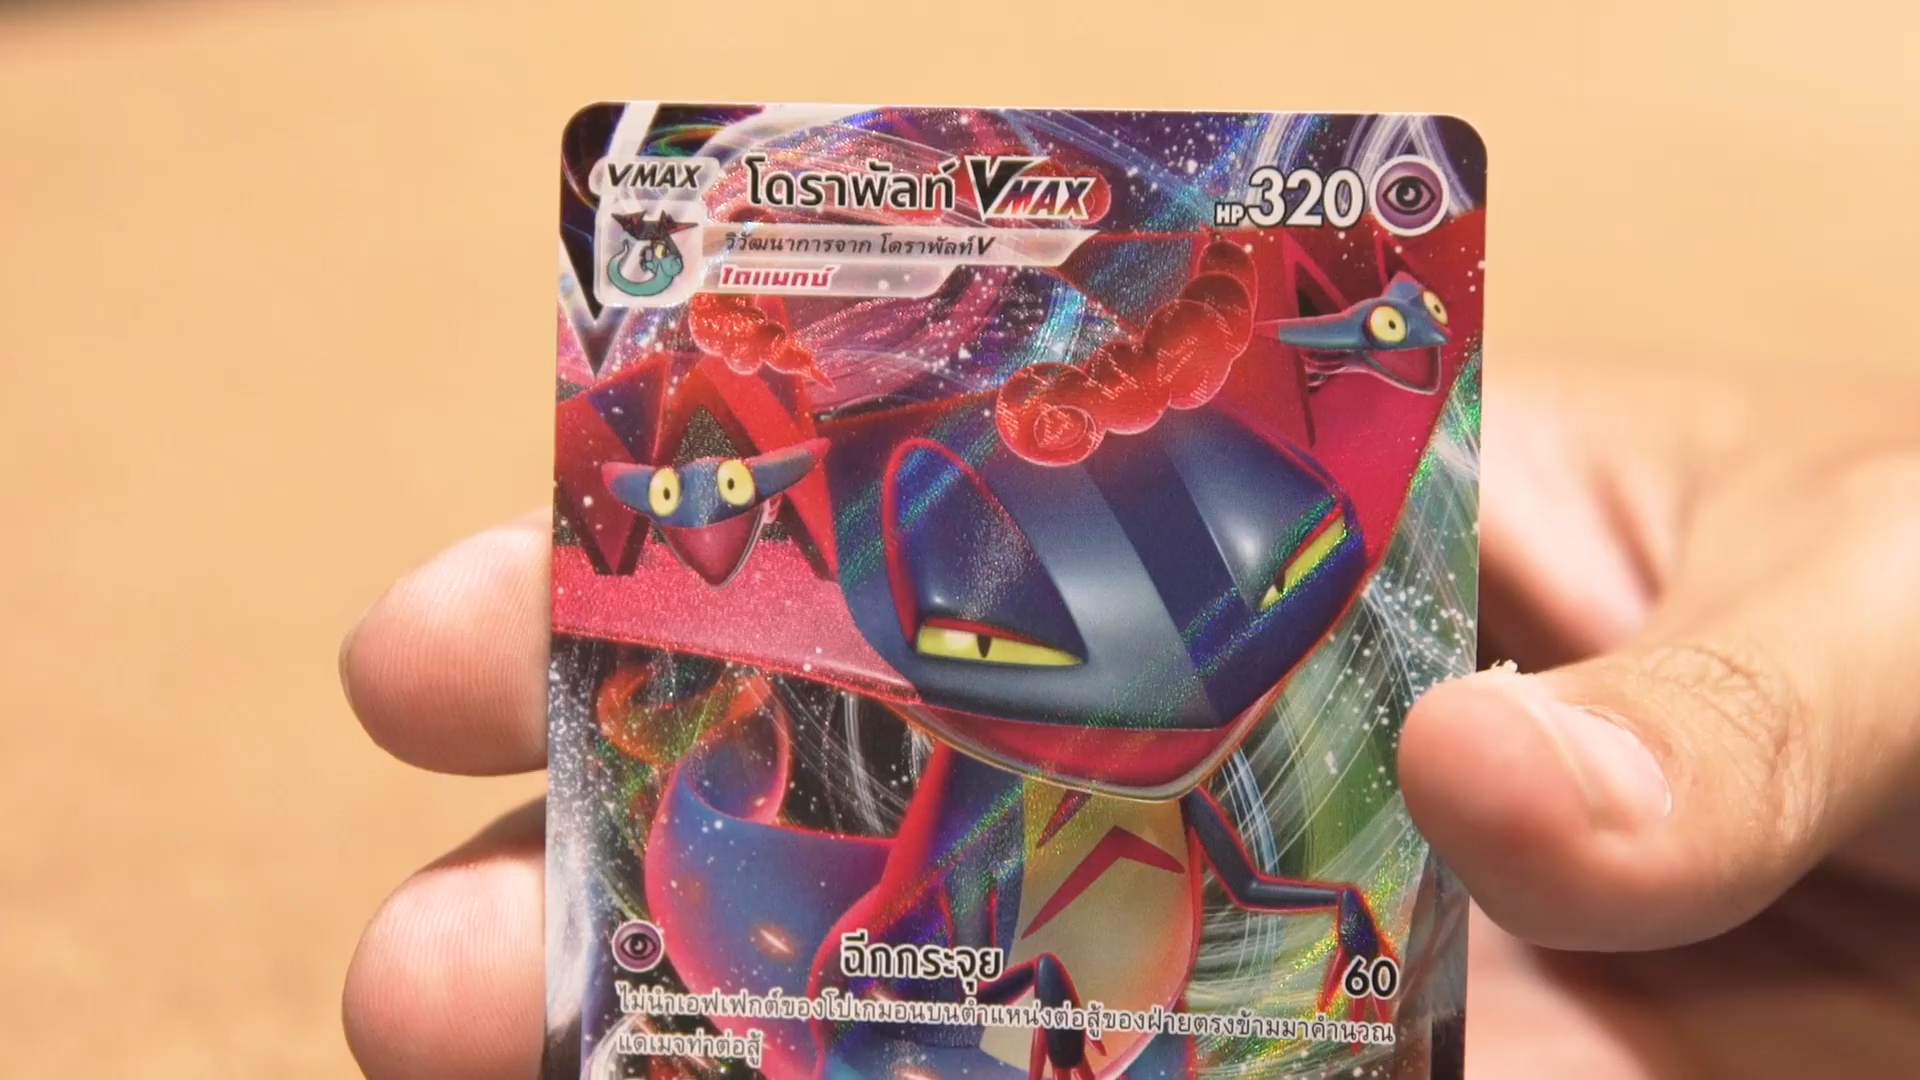 VMAX
โดราพัลท์ VMAX
HP 320
วิวัฒนาการจาก โดราพัลท์V
ไดแมกซ์
ฉีกกระจุย 60
ไม่นำเอฟเฟกต์ของโปเกมอนบนตำแหน่งต่อสู้ของฝ่ายตรงข้ามมาคำนวณ
แดเมจท่าต่อสู้